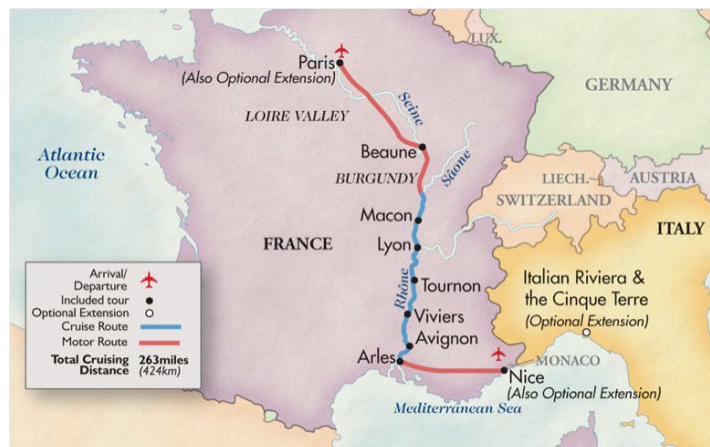 LUX.
Paris
(Also Optional Extension)
GERMANY
LOIRE VALLEY
Seine
Atlantic
Ocean
Beaune
Sâone
BURGUNDY
LIECH.
AUSTRIA
SWITZERLAND
Macon
ITALY
FRANCE
Lyon
Arrival/
Departure
Included tour
Optional Extension
Cruise Route
Motor Route
Total Cruising 263miles
Distance (424km)
Tournon
Rhône
Italian Riviera &
the Cinque Terre
(Optional Extension)
Viviers
Avignon
Arles
MONACO
Nice
(Also Optional Extension)
Mediterranean Sea